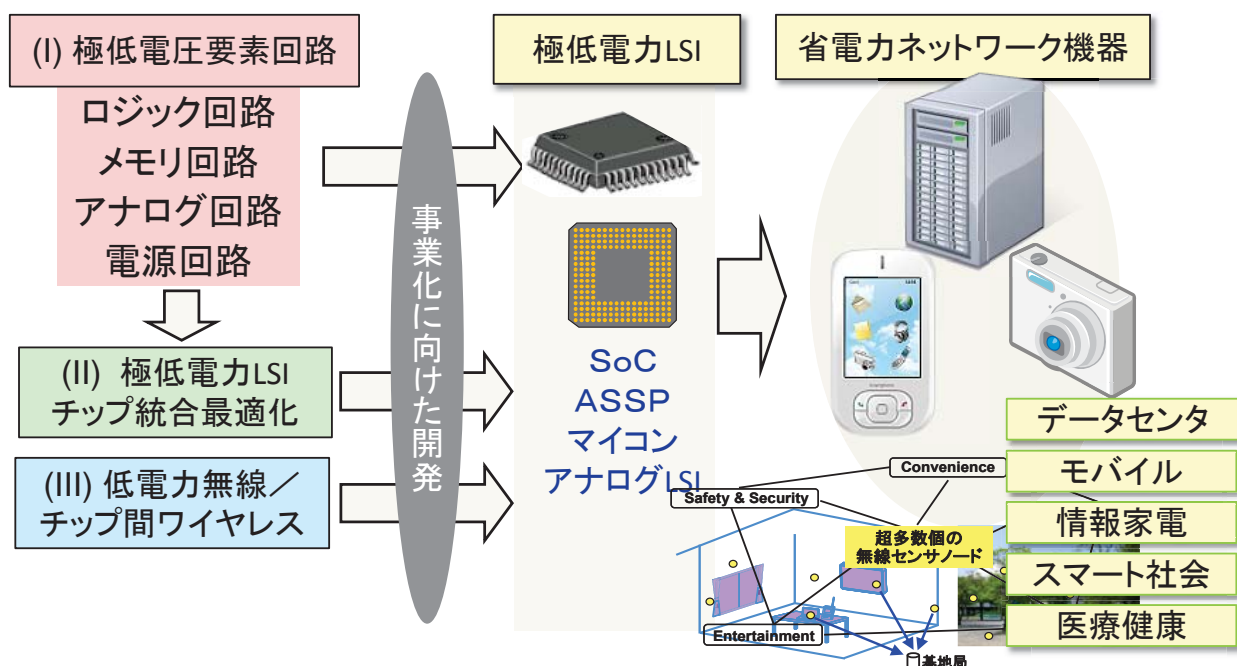 (I) 極低電圧要素回路
ロジック回路
メモリ回路
アナログ回路
電源回路
(II) 極低電力LSI
チップ統合最適化
(III) 低電力無線／
チップ間ワイヤレス
事業化に向けた開発
極低電力LSI
SoC
ASSP
マイコン
アナログLSI
省電力ネットワーク機器
データセンタ
モバイル
情報家電
スマート社会
医療健康
Convenience
Safety & Security
超多数個の
無線センサノード
Entertainment
基地局